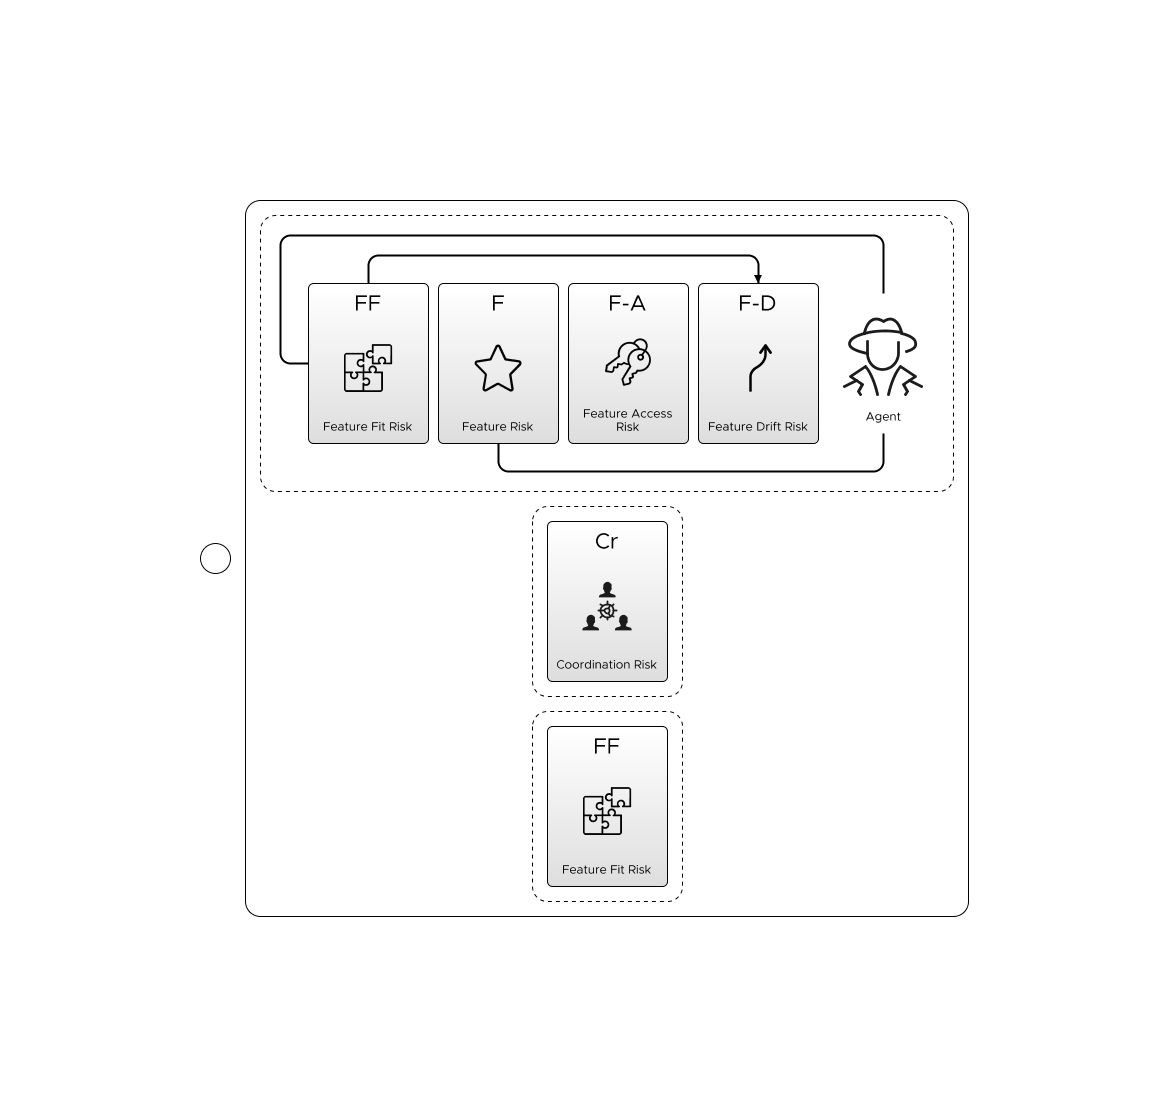 FF
F
F-A
F-D
Feature Fit Risk
Feature Risk
Feature Access
Risk
Feature Drift Risk
Agent
Cr
Coordination Risk
FF
Feature Fit Risk